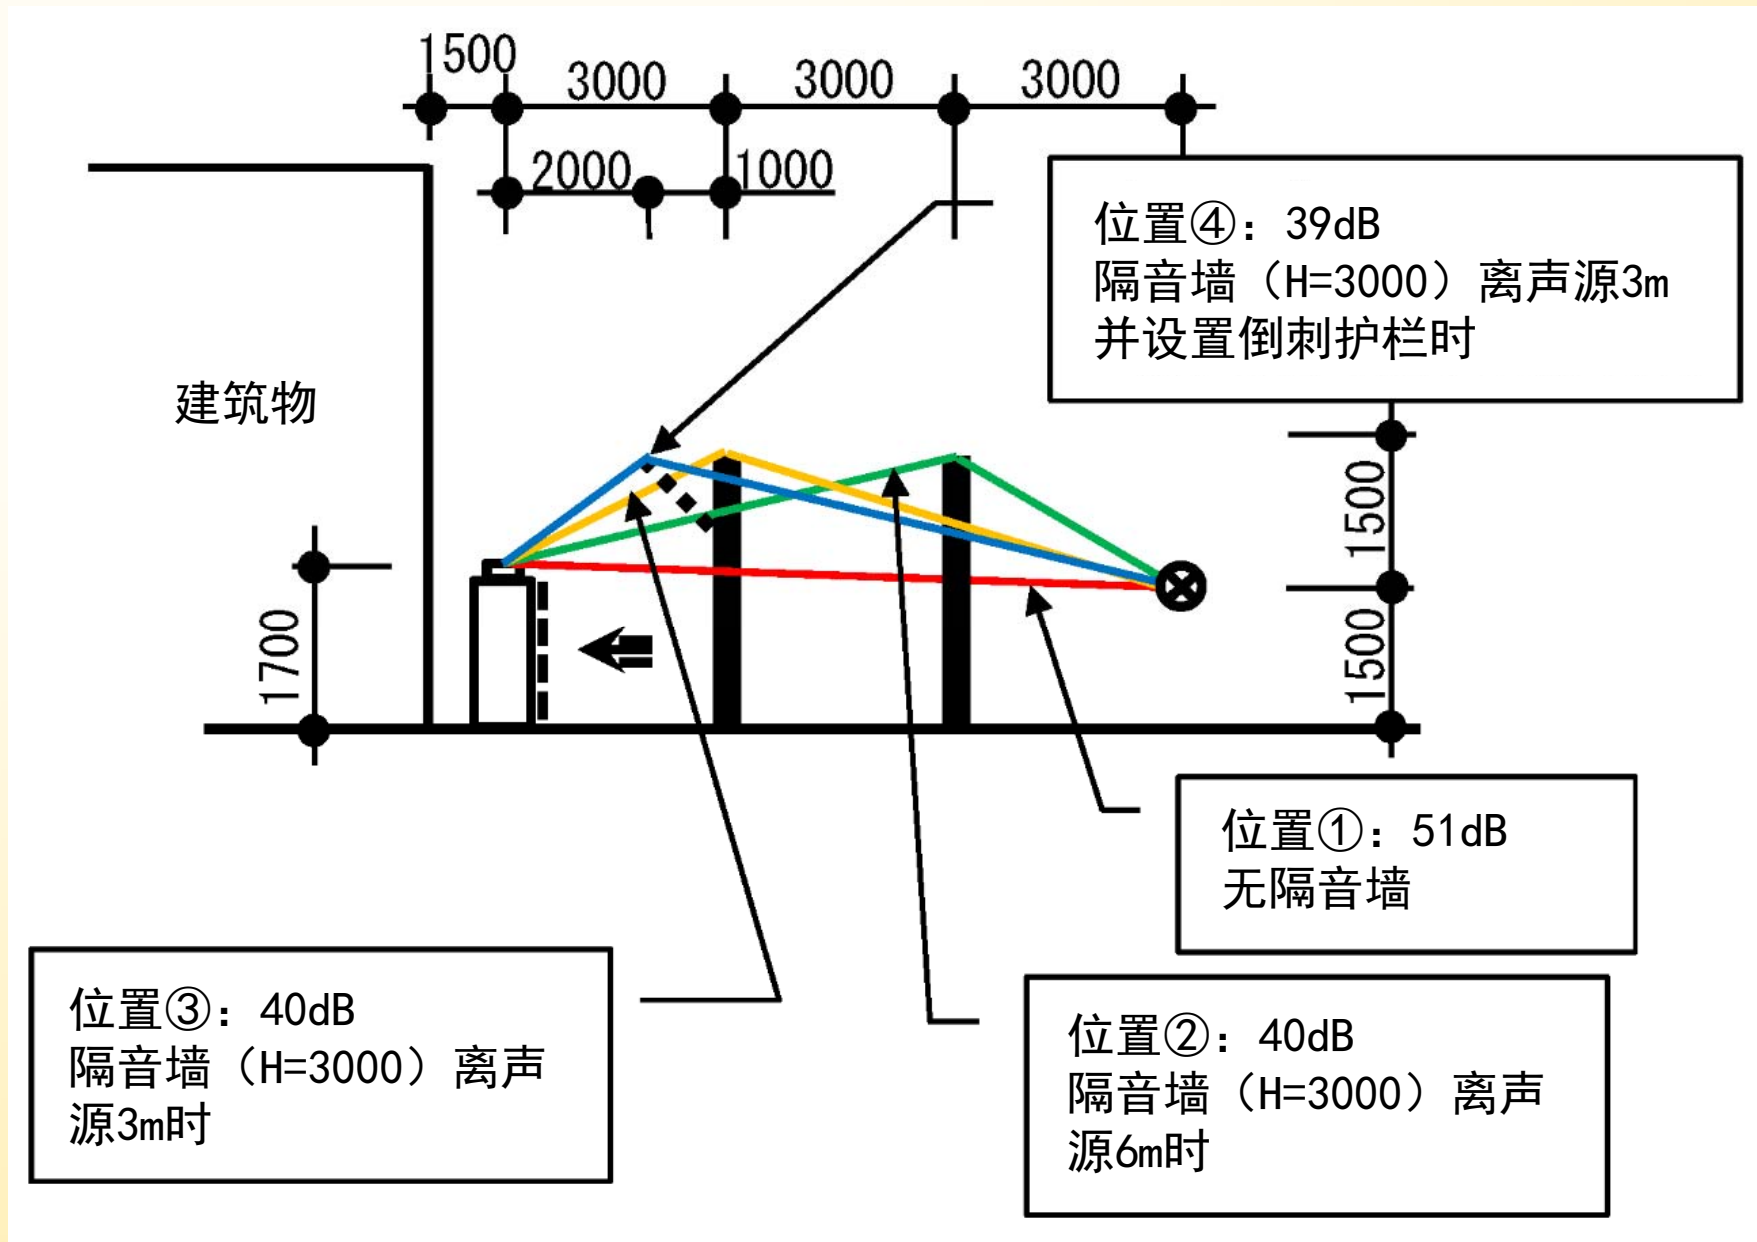 1500
3000
3000
3000
2000
1000
位置④：39dB
隔音墙（H=3000）离声源3m
并设置倒刺护栏时
建筑物
1500
1500
1700
位置①：51dB
无隔音墙
位置③：40dB
隔音墙（H=3000）离声
源3m时
位置②：40dB
隔音墙（H=3000）离声
源6m时